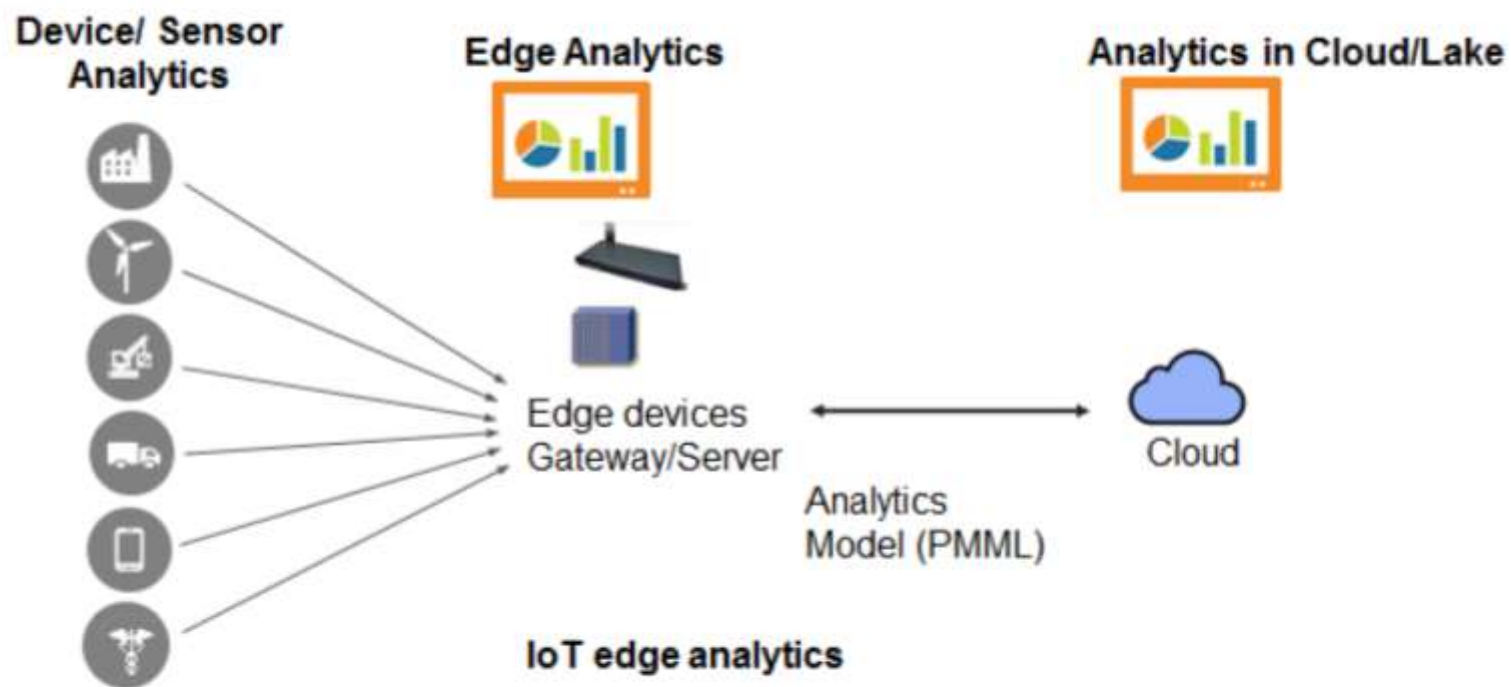 Device/ Sensor
Analytics
Edge Analytics
Analytics in Cloud/Lake
Edge devices
Gateway/Server
Cloud
Analytics
Model (PMML)
IoT edge analytics